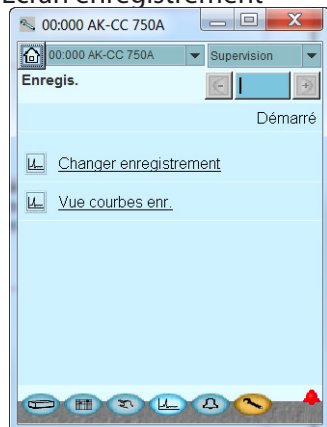 Ecran enregistrement
00:000 AK-CC 750A
00:000 AK-CC 750A Supervision
Enregis.
Démarré
Changer enregistrement
Vue courbes enr.